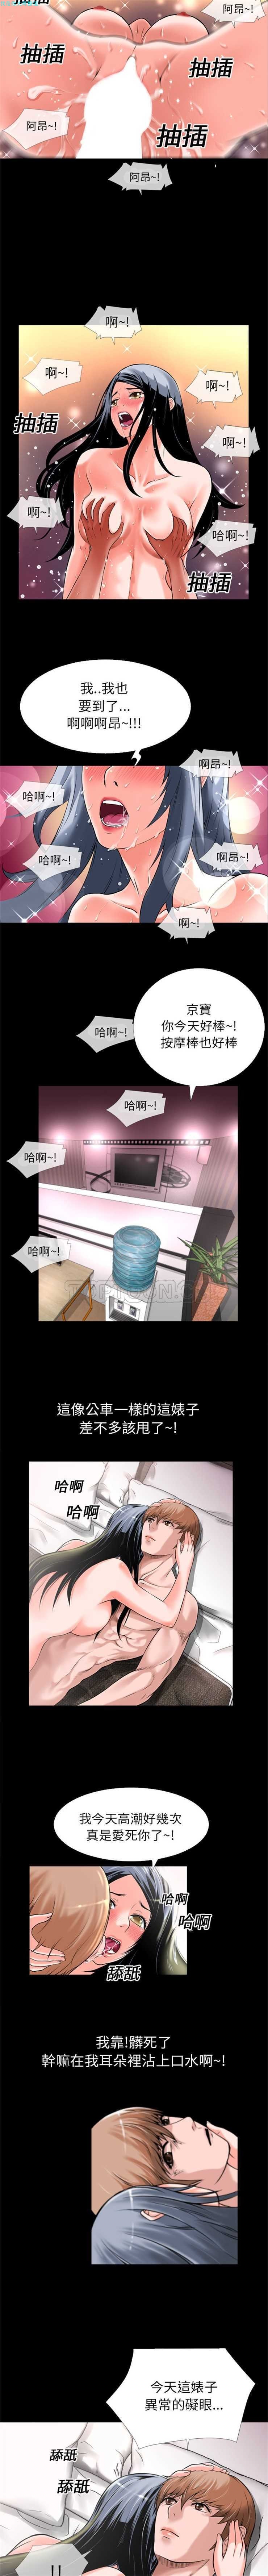 抽插
阿昂~!
抽插
抽插
阿昂~!
抽插
阿昂~!
啊~!
啊~!
啊~!
抽插
啊~!
啊~!
哈啊~!
抽插
我..我也
要到了...
啊啊啊昂~!!!
啊昂~!
哈啊~!
哈啊~!
啊昂~!
啊~!
京寶
你今天好棒~!
按摩棒也好棒
哈啊~!
哈啊~!
哈啊~!
哈啊~!
TOPTOON.C
這像公車一樣的這婊子
差不多該甩了~!
哈啊
哈啊
我今天高潮好幾次
真是愛死你了~!
哈啊
哈啊
舔舐
我靠!髒死了
幹嘛在我耳朵裡沾上口水啊~!
今天這婊子
異常的礙眼...
舔舐
舔舐
!!